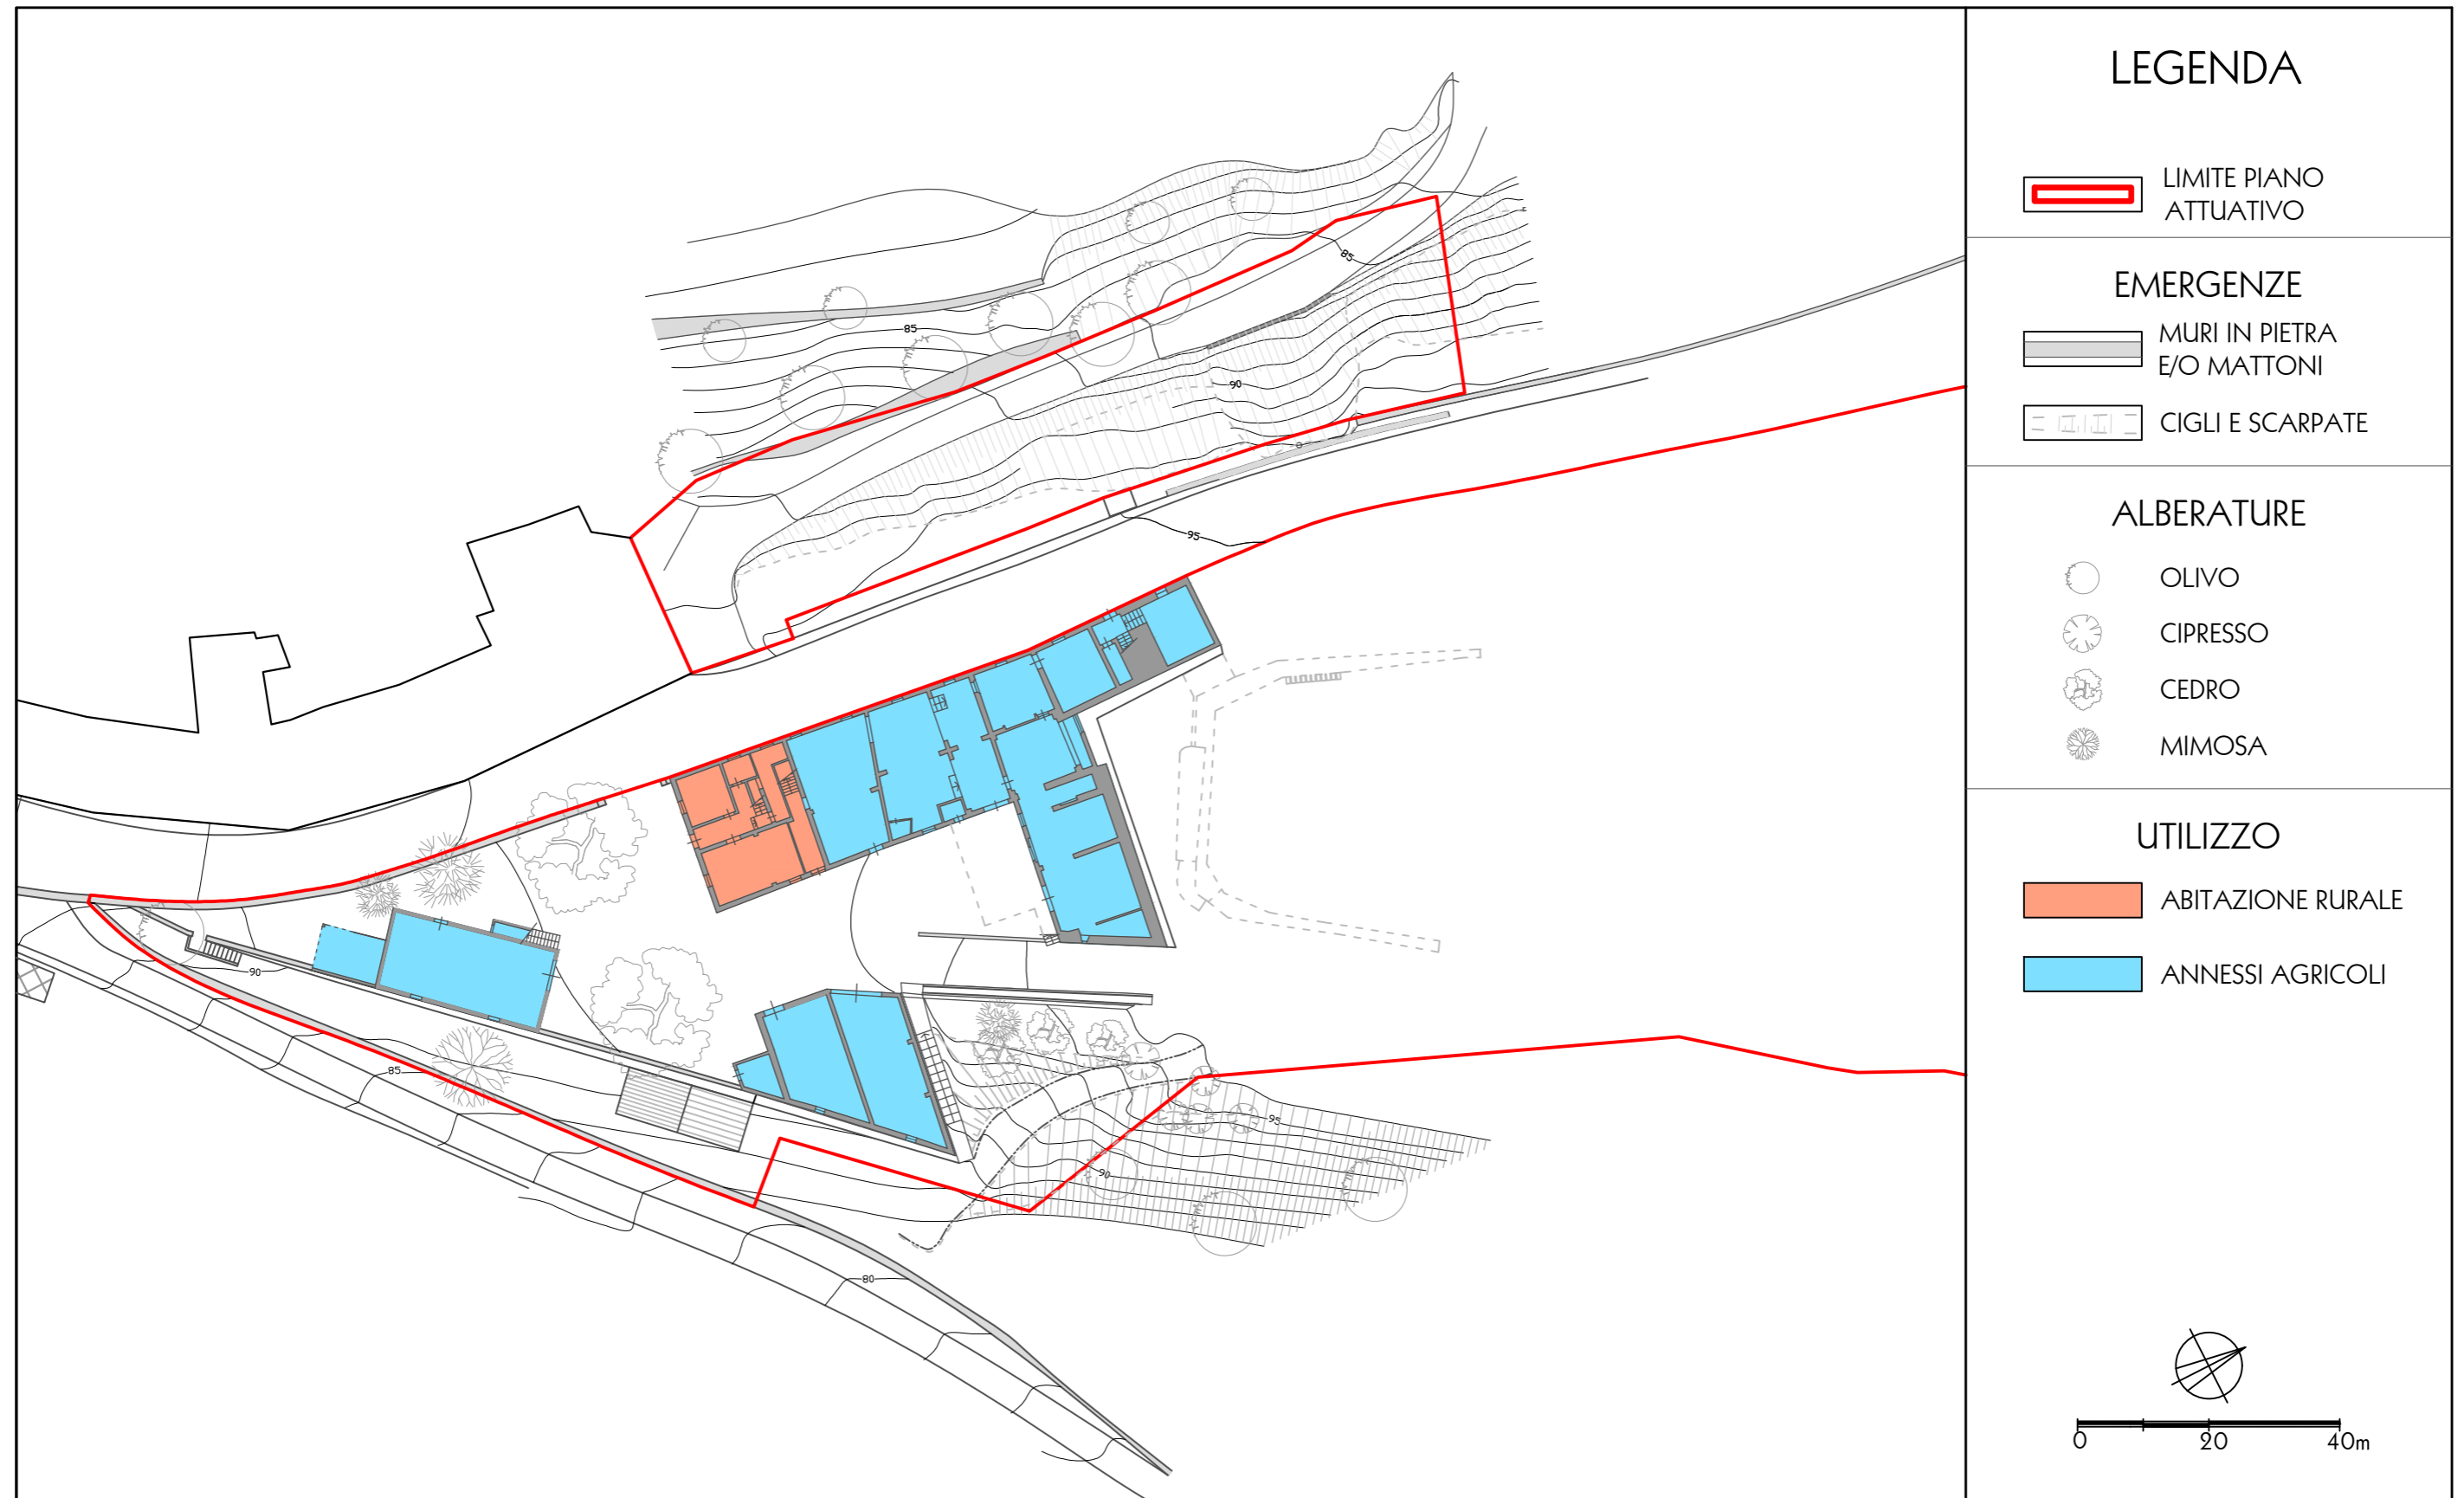 LEGENDA
LIMITE PIANO
ATTUATIVO
EMERGENZE
MURI IN PIETRA
E/O MATTONI
CIGLI E SCARPATE
ALBERATURE
OLIVO
CIPRESSO
CEDRO
MIMOSA
UTILIZZO
ABITAZIONE RURALE
ANNESSI AGRICOLI
0 20 40m
85
85
90
95
90
85
95
90
80